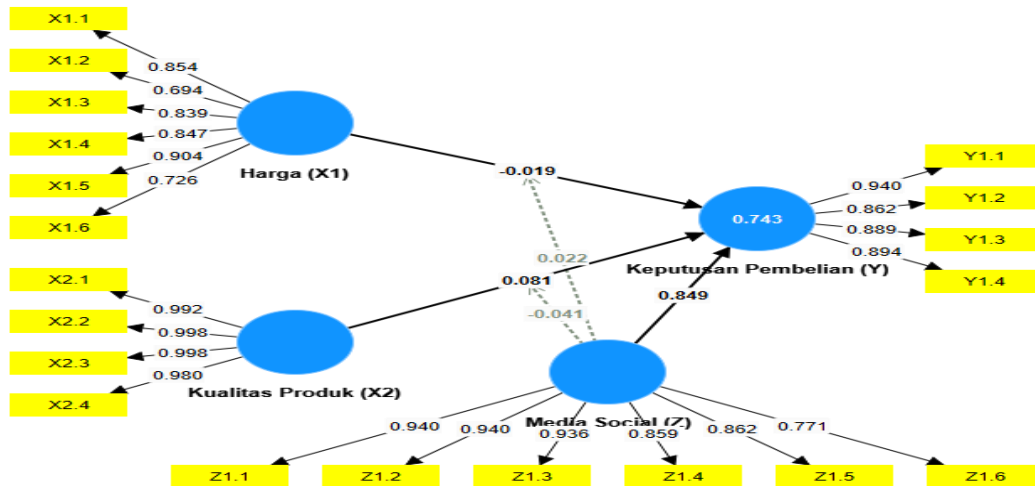 X1.1
X1.2
X1.3
X1.4
X1.5
X1.6
0.854
0.694
0.839
0.847
0.904
0.726
Harga (X1)
-0.019
X2.1
X2.2
X2.3
X2.4
0.992
0.998
0.998
0.980
Kualitas Produk (X2)
0.081
0.022
-0.041
0.849
0.743
Keputusan Pembelian (Y)
0.940
0.862
0.889
0.894
Y1.1
Y1.2
Y1.3
Y1.4
Media Social (Z)
0.940
0.940
0.936
0.859
0.862
0.771
Z1.1
Z1.2
Z1.3
Z1.4
Z1.5
Z1.6